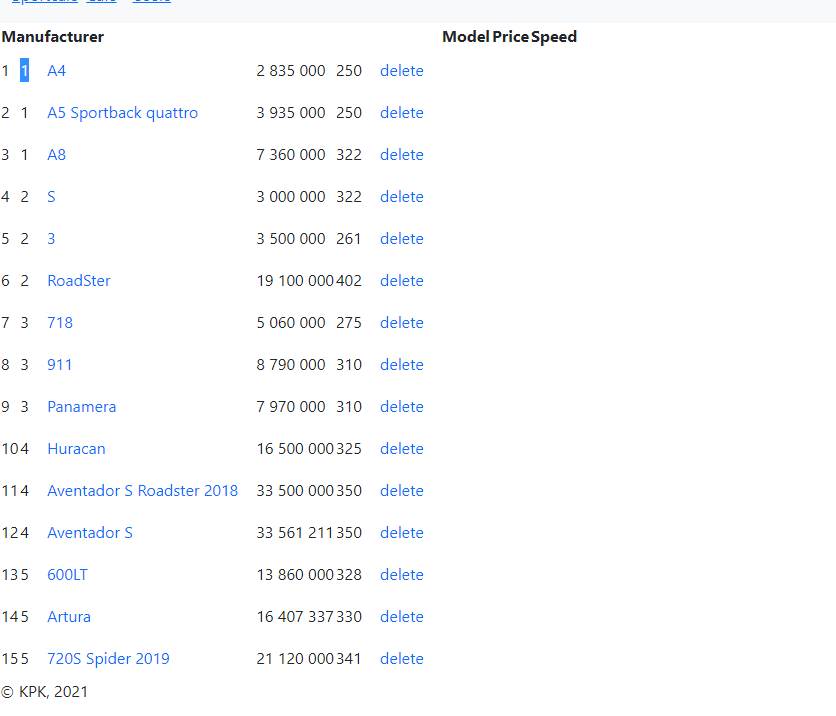 Manufacturer Model Price Speed
1 1 A4 2 835 000 250 delete
2 1 A5 Sportback quattro 3 935 000 250 delete
3 1 A8 7 360 000 322 delete
4 2 S 3 000 000 322 delete
5 2 3 3 500 000 261 delete
6 2 RoadSter 19 100 000 402 delete
7 3 718 5 060 000 275 delete
8 3 911 8 790 000 310 delete
9 3 Panamera 7 970 000 310 delete
10 4 Huracan 16 500 000 325 delete
11 4 Aventador S Roadster 2018 33 500 000 350 delete
12 4 Aventador S 33 561 211 350 delete
13 5 600LT 13 860 000 328 delete
14 5 Artura 16 407 337 330 delete
15 5 720S Spider 2019 21 120 000 341 delete
© KPK, 2021